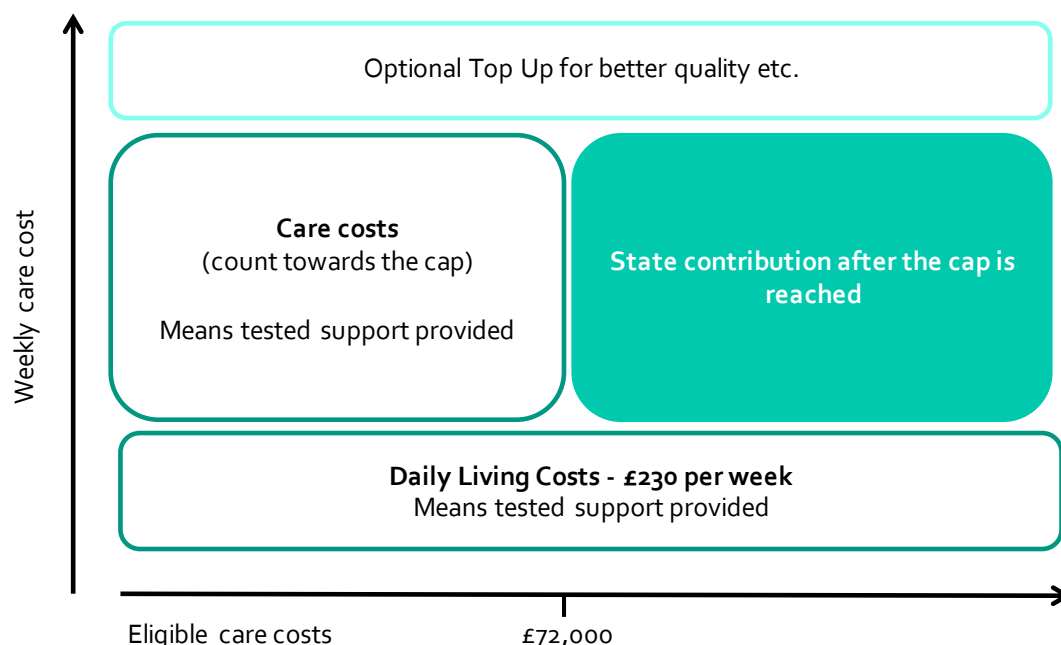 Optional Top Up for better quality etc.
Care costs
(count towards the cap)
Means tested support provided
State contribution after the cap is
reached
Weekly care cost
Daily Living Costs - £230 per week
Means tested support provided
Eligible care costs
£72,000